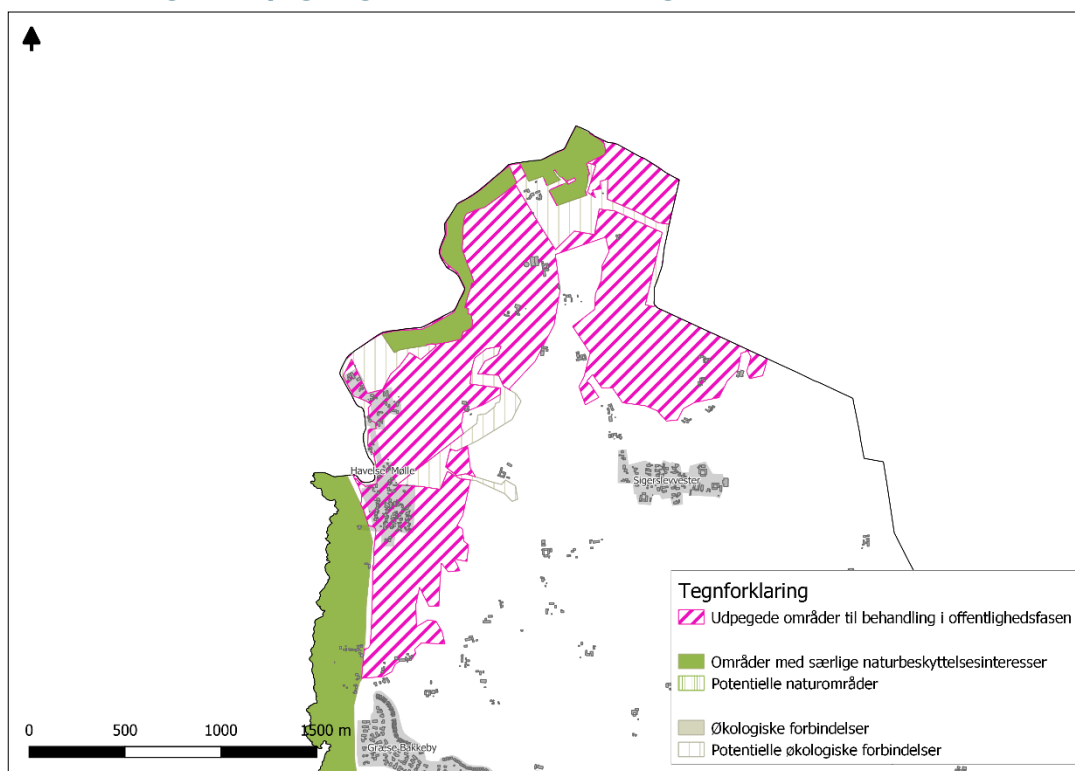 Havelse Mølle
Sigerslevvester
Græse Bakkeby
0 500 1000 1500 m
Tegnforklaring
Udpegede områder til behandling i offentlighedsfasen
Områder med særlige naturbeskyttelsesinteresser
Potentielle naturområder
Økologiske forbindelser
Potentielle økologiske forbindelser